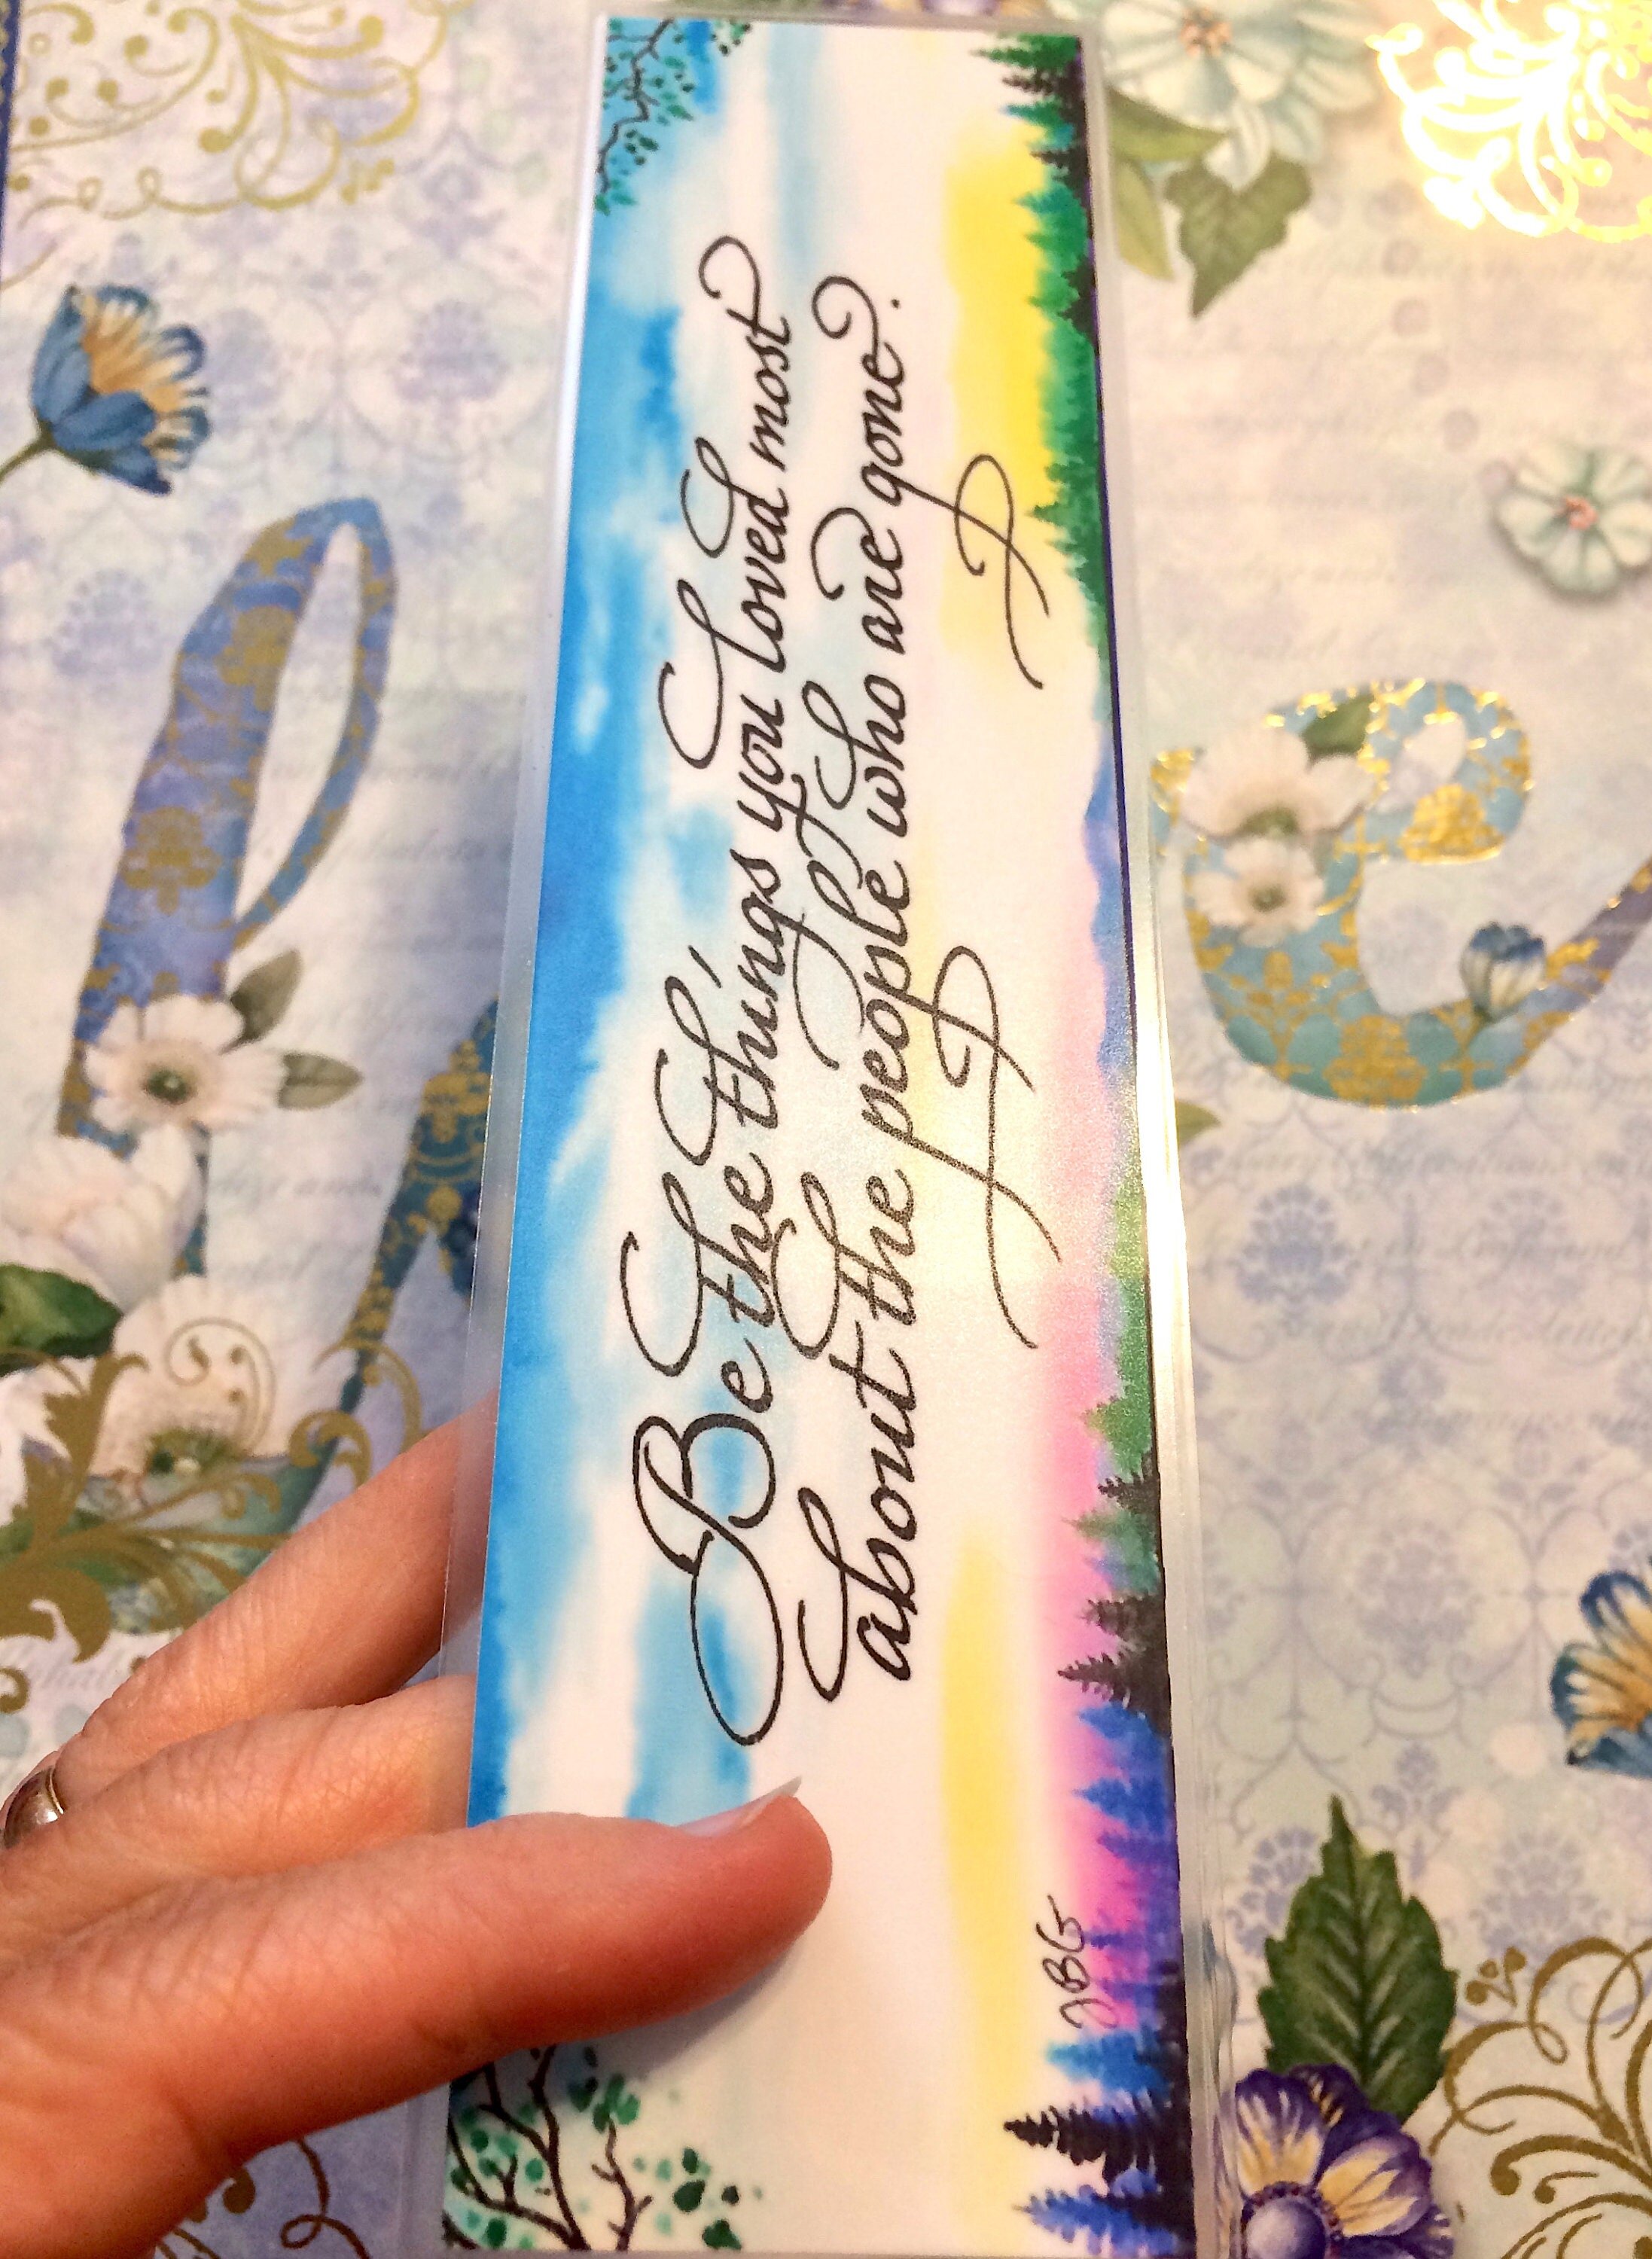 Be the things you loved most
about the people who are gone.
JBG